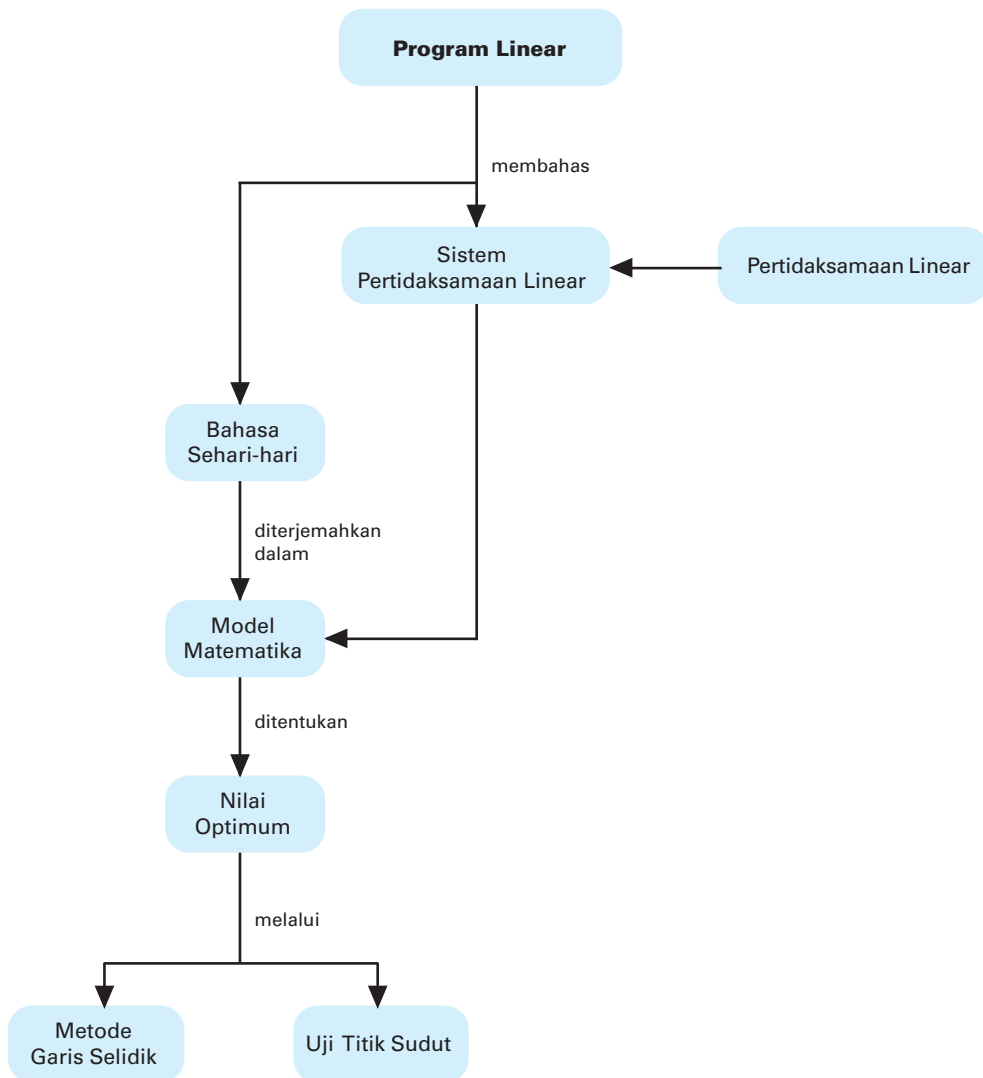 Program Linear
membahas
Sistem
Pertidaksamaan Linear
Pertidaksamaan Linear
Bahasa
Sehari-hari
diterjemahkan
dalam
Model
Matematika
ditentukan
Nilai
Optimum
melalui
Metode
Garis Selidik
Uji Titik Sudut